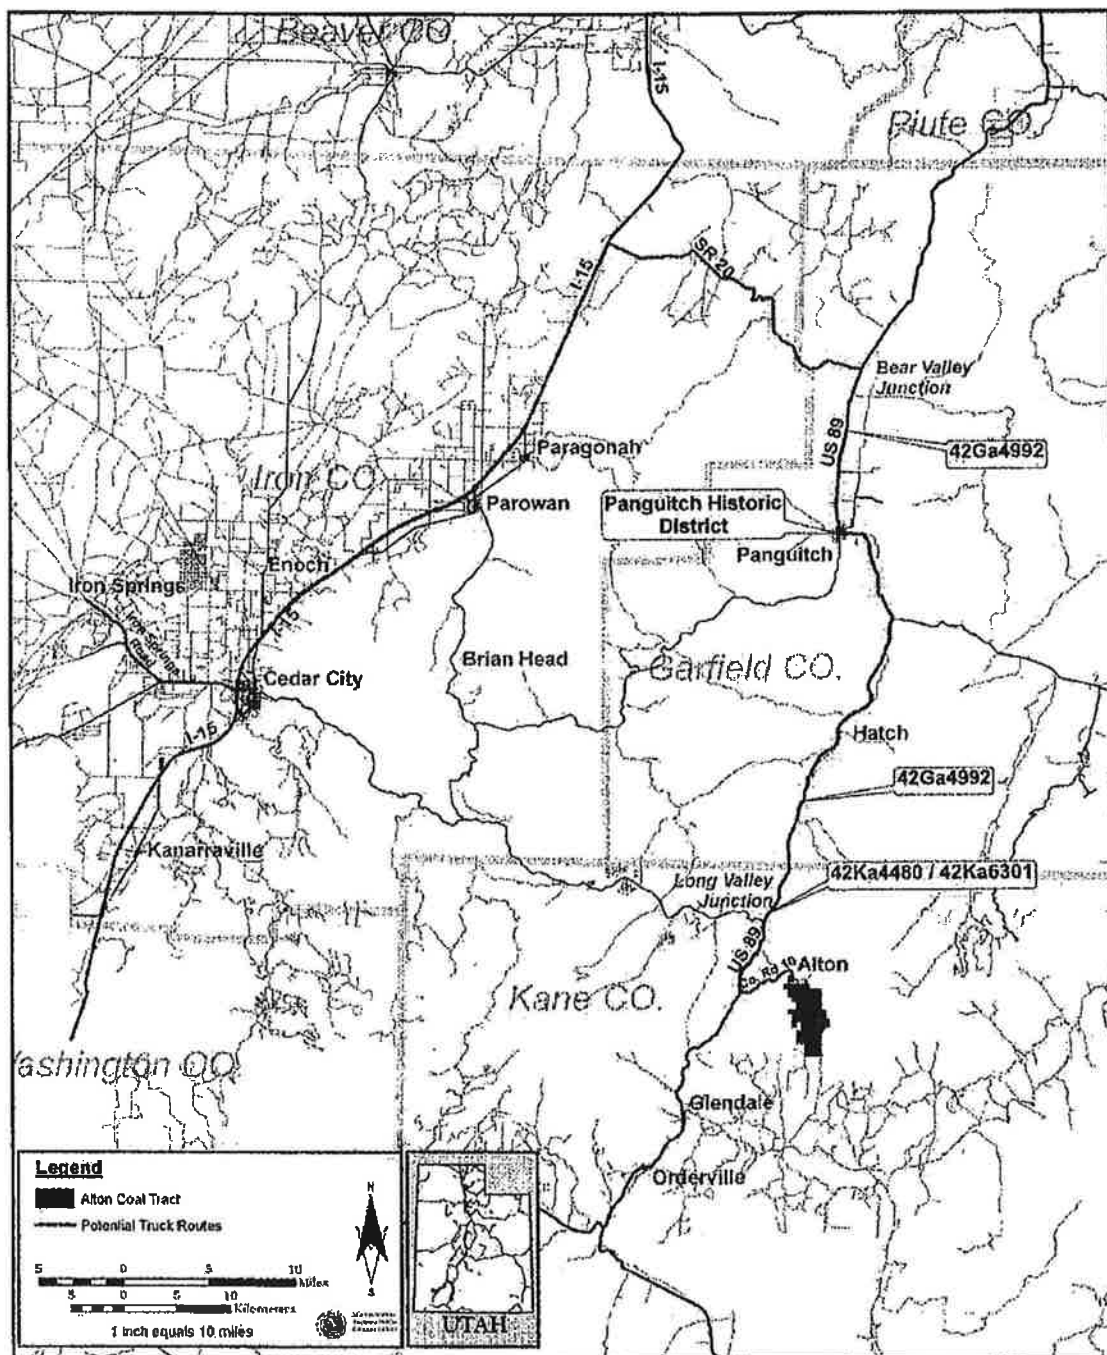 Beaver CO.
I-15
Piute CO.
SR 20
I-15
Bear Valley
Junction
US 89
42Ga4992
Paragonah
Iron CO.
Parowan
Panguitch Historic
District
Panguitch
Enoch
Iron Springs
Iron Springs
Road
I-15
Brian Head
Garfield CO.
Cedar City
I-15
Hatch
42Ga4992
Kanarraville
42Ka4480 / 42Ka6301
Long Valley
Junction
US 89
Co. Rd 10
Alton
Kane CO.
ashington CO.
Glendale
Orderville
Legend
Alton Coal Tract
Potential Truck Routes
N
S
5 0 5 10
Miles
5 0 5 10
Kilometers
1 inch equals 10 miles
UTAH